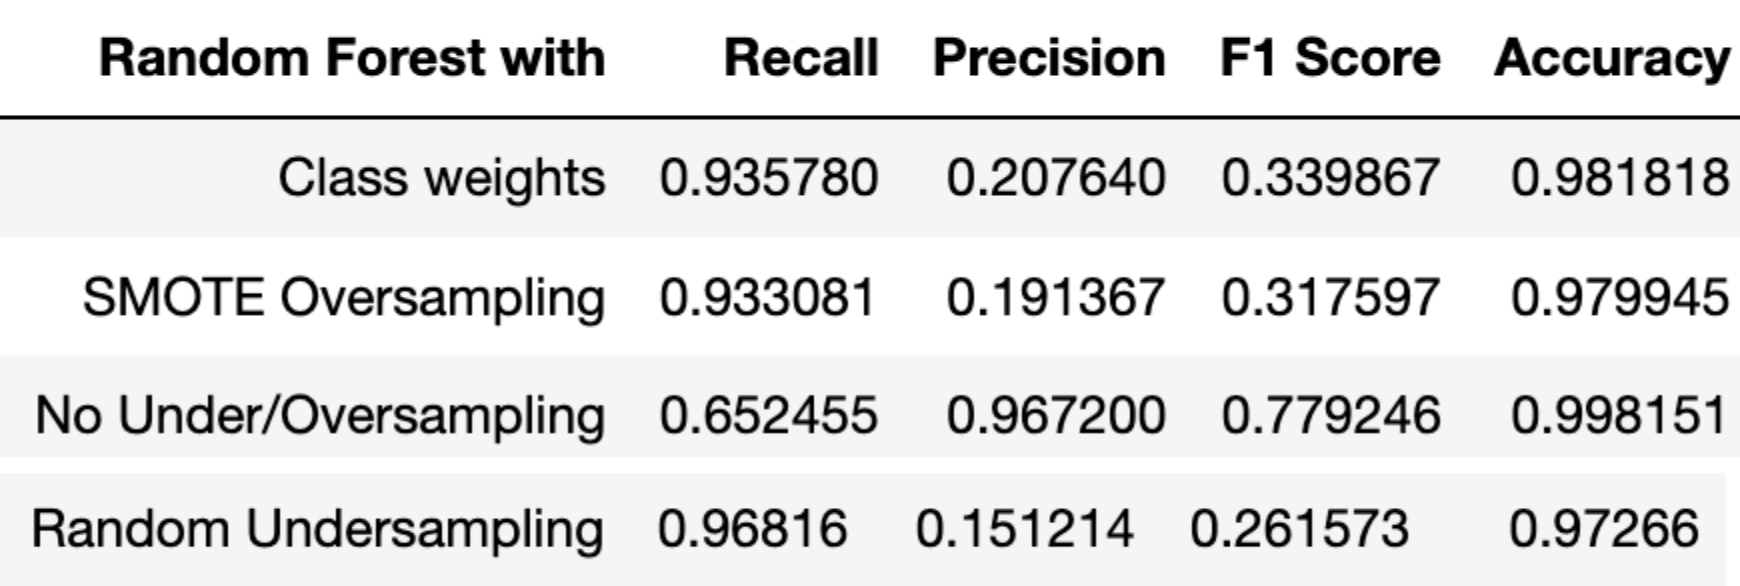 Random Forest with Recall Precision F1 Score Accuracy
Class weights 0.935780 0.207640 0.339867 0.981818
SMOTE Oversampling 0.933081 0.191367 0.317597 0.979945
No Under/Oversampling 0.652455 0.967200 0.779246 0.998151
Random Undersampling 0.96816 0.151214 0.261573 0.97266